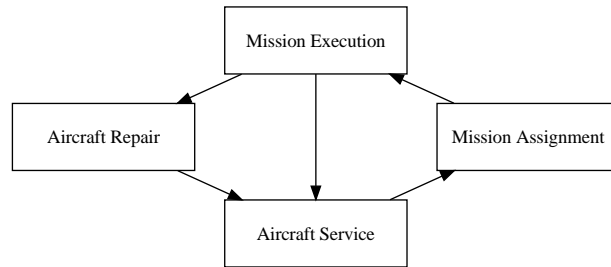 Mission Execution
Aircraft Repair
Mission Assignment
Aircraft Service